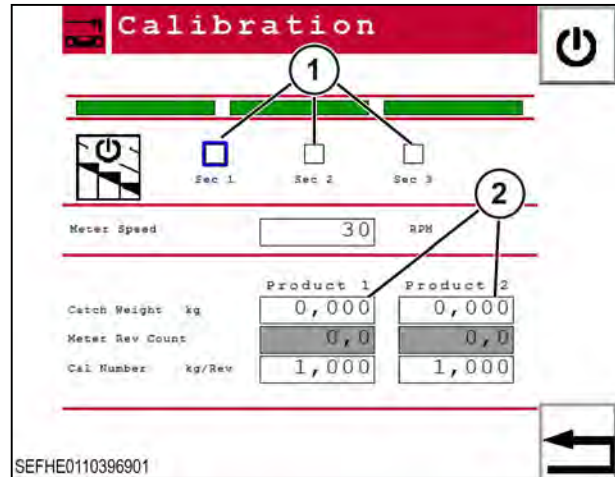 Calibration
1
Sec 1 Sec 2 Sec 3
2
Meter Speed 30 RPM
Product 1 Product 2
Catch Weight kg 0,000 0,000
Meter Rev Count 0,0 0,0
Cal Number kg/Rev 1,000 1,000
SEFHE0110396901